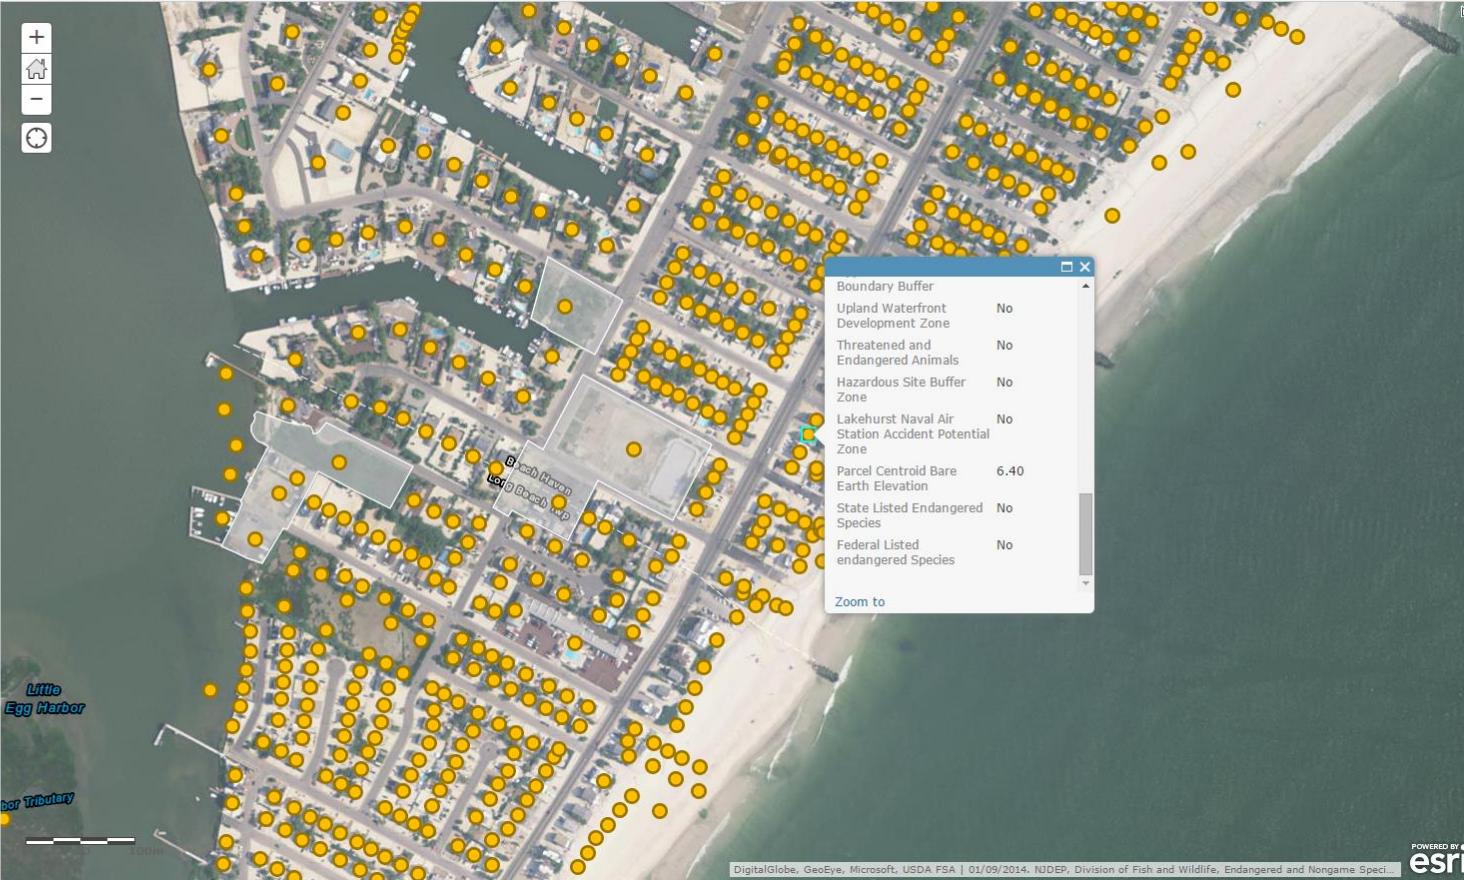 +
−
Boundary Buffer
Upland Waterfront Development Zone No
Threatened and Endangered Animals No
Hazardous Site Buffer Zone No
Lakehurst Naval Air Station Accident Potential Zone No
Parcel Centroid Bare Earth Elevation 6.40
State Listed Endangered Species No
Federal Listed endangered Species No
Zoom to
Beach Haven
Long Beach Twp
Little
Egg Harbor
bor Tributary
100m
POWERED BY
esri
DigitalGlobe, GeoEye, Microsoft, USDA FSA | 01/09/2014. NJDEP, Division of Fish and Wildlife, Endangered and Nongame Speci...